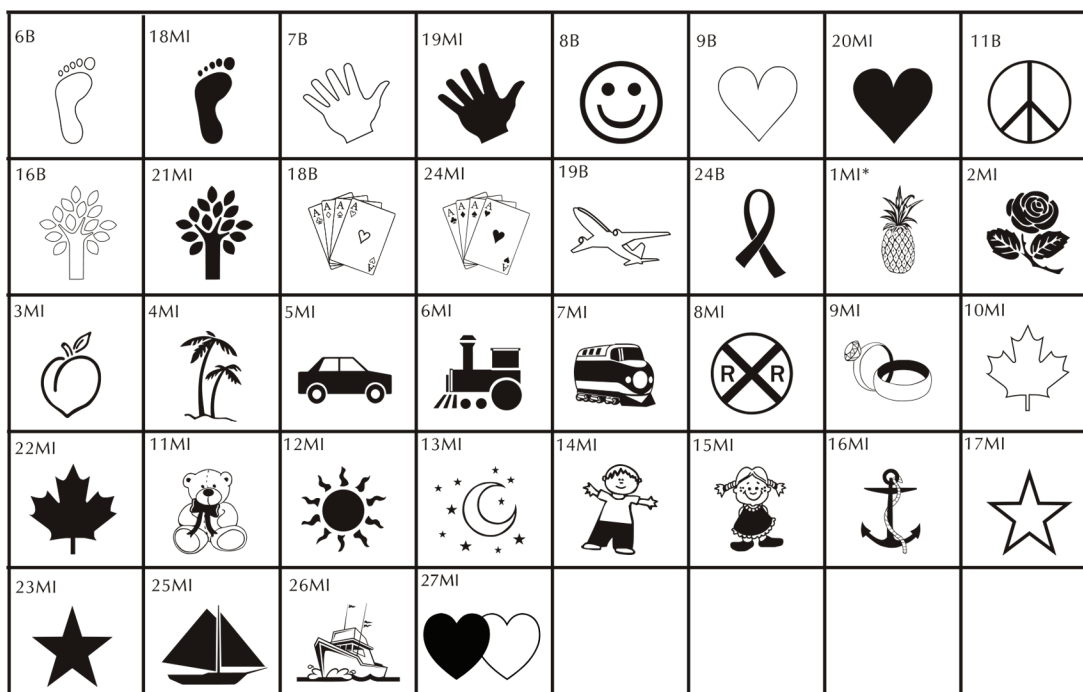 6B
18MI
7B
19MI
8B
9B
20MI
11B
16B
21MI
18B
24MI
19B
24B
1MI*
2MI
A A A A
A
A A A A
A
3MI
4MI
5MI
6MI
7MI
8MI
9MI
10MI
R R
22MI
11MI
12MI
13MI
14MI
15MI
16MI
17MI
23MI
25MI
26MI
27MI